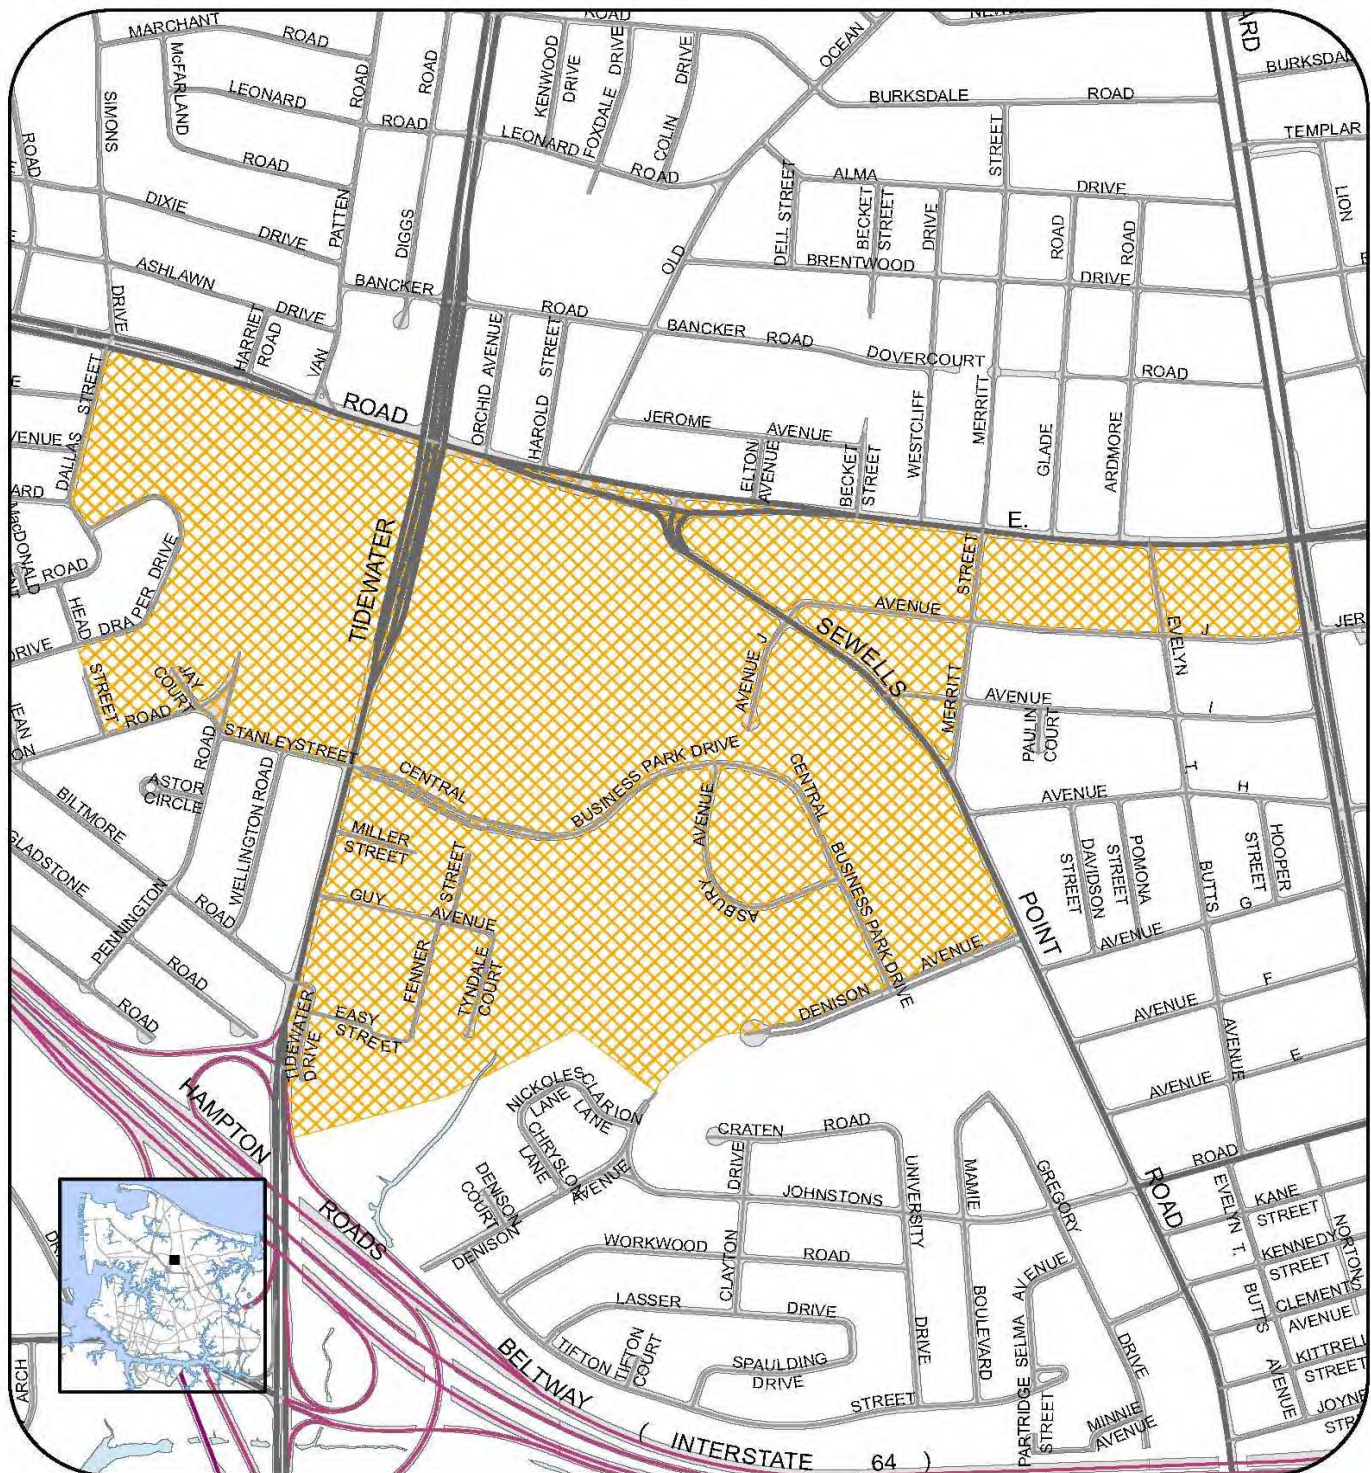 MARCHANT
ROAD
ROAD
OCEAN
ARD
McFARLAND
ROAD
ROAD
KENWOOD
DRIVE
FOXDALE DRIVE
COLIN DRIVE
LEONARD
SIMONS
ROAD
LEONARD
ROAD
BURKSDALE
ROAD
TEMPLAR
ROAD
ROAD
PATTEN
DIGGS
DELL STREET
ALMA
DRIVE
STREET
BECKET
STREET
DRIVE
ROAD
ROAD
LION
DIXIE
DRIVE
OLD
BRENTWOOD
DRIVE
ASHLAWN
DRIVE
DRIVE
BANCKER
ROAD
BANCKER ROAD
HARRIET
ROAD
VAN
ORCHID AVENUE
HAROLD STREET
DOVERCOURT
ROAD
STREET
DALLAS
ROAD
JEROME
AVENUE
ELTON
AVENUE
BECKET
STREET
WESTCLIFF
MERRITT
GLADE
ARDMORE
E.
MacDONALD
ROAD
HEAD
STREET
DRAPER DRIVE
TIDEWATER
STREET
AVENUE
J
EVELYN
JER
DRIVE
JAY
COURT
ROAD
AVENUE J
SEWELLS
MERRITT
AVENUE
I
PAULIN
COURT
STANLEY STREET
ROAD
CENTRAL
BUSINESS PARK DRIVE
CENTRAL
T.
AVENUE
H
ASTOR
CIRCLE
BILTMORE
ROAD
WELLINGTON ROAD
MILLER
STREET
STREET
AVENUE
ASBURY
BUSINESS PARK DRIVE
DAVIDSON
STREET
POMONA
STREET
BUTTS
HOOPER
STREET
GLADSTONE
PENNINGTON
GUY
AVENUE
FENNER
TYNDALE
COURT
POINT
AVENUE
G
ROAD
ROAD
TIDEWATER
DRIVE
EASY
STREET
DENISON
AVENUE
AVENUE
F
AVENUE
AVENUE
E
HAMPTON
NICKOLES
LANE
CLARION
LANE
CHRYSLON
LANE
DENISON
COURT
AVENUE
DENISON
CRATEN
ROAD
DRIVE
UNIVERSITY
MAMIE
GREGORY
ROAD
ROAD
KANE
STREET
ROADS
JOHNSTONS
EVELYN T.
NORTON
KENNEDY
STREET
WORKWOOD
ROAD
CLAYTON
BUTTS
CLEMENTS
AVENUE
LASSER
DRIVE
BOULEVARD
SELMA AVENUE
DRIVE
KITTRELL
STREET
AVENUE
BELTWAY
TIFTON
TIFTON
COURT
SPAULDING
DRIVE
DRIVE
STREET
PARTRIDGE
STREET
MINNIE
AVENUE
ARCH
( INTERSTATE 64 )